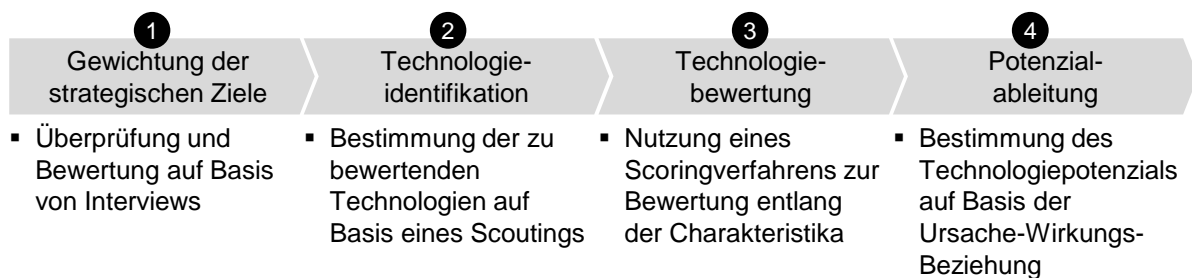 1
Gewichtung der
strategischen Ziele
▪ Überprüfung und
Bewertung auf Basis
von Interviews
2
Technologie-
identifikation
▪ Bestimmung der zu
bewertenden
Technologien auf
Basis eines Scoutings
3
Technologie-
bewertung
▪ Nutzung eines
Scoringverfahrens zur
Bewertung entlang
der Charakteristika
4
Potenzial-
ableitung
▪ Bestimmung des
Technologiepotenzials
auf Basis der
Ursache-Wirkungs-
Beziehung